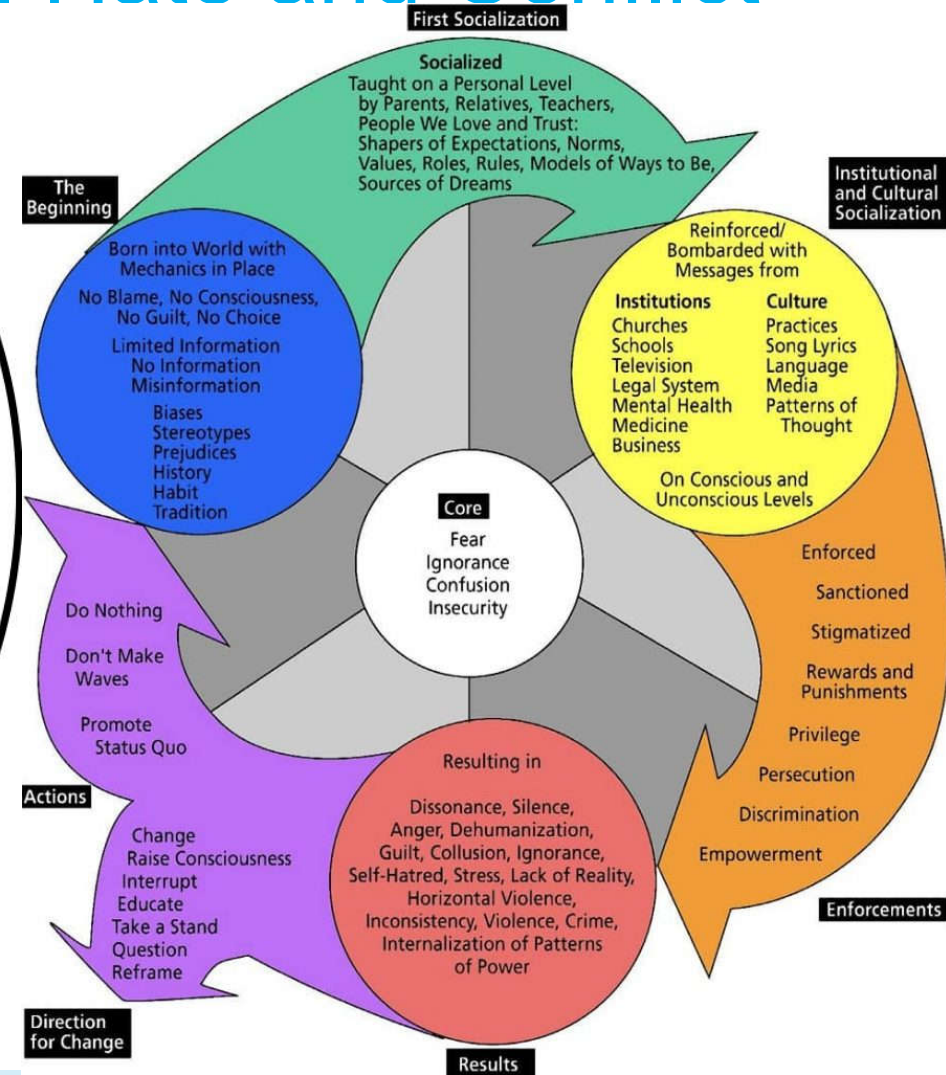 and Conflict
First Socialization
Socialized
Taught on a Personal Level
by Parents, Relatives, Teachers,
People We Love and Trust:
Shapers of Expectations, Norms,
Values, Roles, Rules, Models of Ways to Be,
Sources of Dreams
The
Beginning
Born into World with
Mechanics in Place
No Blame, No Consciousness,
No Guilt, No Choice
Limited Information
No Information
Misinformation
Biases
Stereotypes
Prejudices
History
Habit
Tradition
Institutional
and Cultural
Socialization
Reinforced/
Bombarded with
Messages from
Institutions
Churches
Schools
Television
Legal System
Mental Health
Medicine
Business
Culture
Practices
Song Lyrics
Language
Media
Patterns of
Thought
On Conscious and
Unconscious Levels
Core
Fear
Ignorance
Confusion
Insecurity
Enforced
Sanctioned
Stigmatized
Rewards and
Punishments
Privilege
Persecution
Discrimination
Empowerment
Enforcements
Resulting in
Dissonance, Silence,
Anger, Dehumanization,
Guilt, Collusion, Ignorance,
Self-Hatred, Stress, Lack of Reality,
Horizontal Violence,
Inconsistency, Violence, Crime,
Internalization of Patterns
of Power
Results
Do Nothing
Don't Make
Waves
Promote
Status Quo
Actions
Change
Raise Consciousness
Interrupt
Educate
Take a Stand
Question
Reframe
Direction
for Change